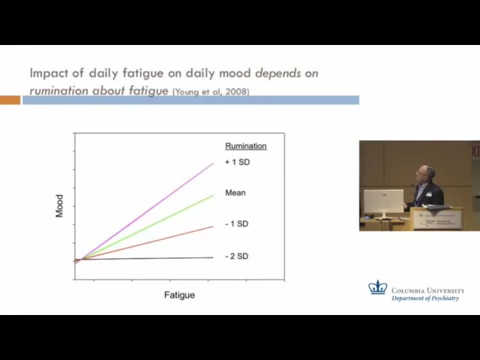 Impact of daily fatigue on daily mood depends on
rumination about fatigue (Young et al, 2008)
Rumination
+ 1 SD
Mean
- 1 SD
- 2 SD
Mood
Fatigue
COLUMBIA UNIVERSITY
Department of Psychiatry